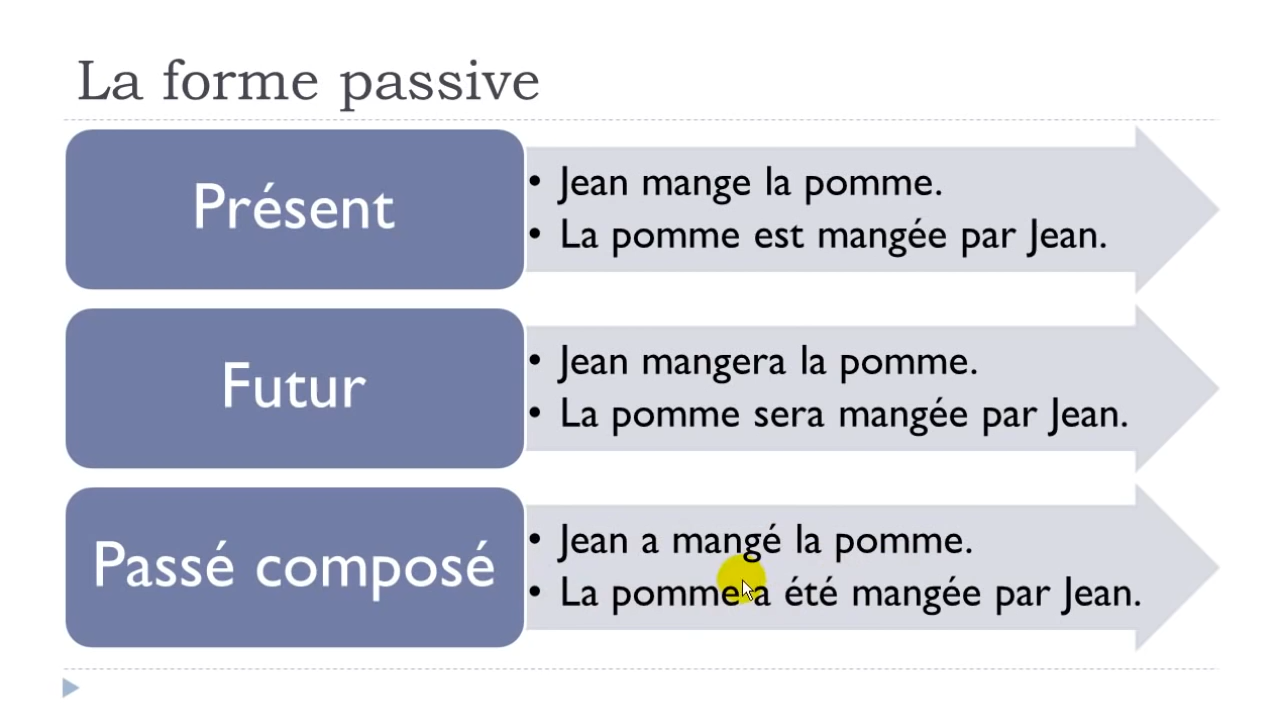 La forme passive
Présent
• Jean mange la pomme.
• La pomme est mangée par Jean.
Futur
• Jean mangera la pomme.
• La pomme sera mangée par Jean.
Passé composé
• Jean a mangé la pomme.
• La pomme a été mangée par Jean.